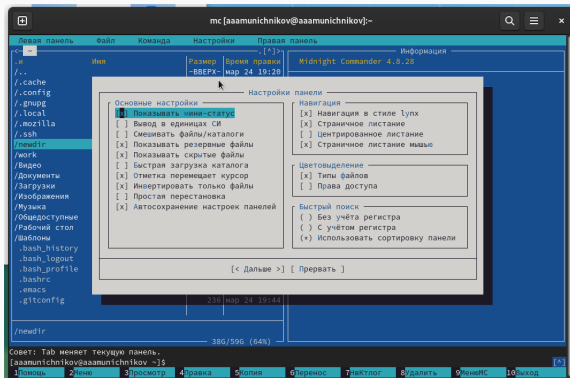 mc [aaamunichnikov@aaamunichnikov]:~
Левая панель Файл Команда Настройки Правая панель
.[^]> Информация
.и Имя Размер Время правки Midnight Commander 4.8.28
/.. -ВВЕРХ- мар 24 19:20
/.cache
/.config
/.gnupg
/.local
/.mozilla
/.ssh
/newdir
/work
/Видео
/Документы
/Загрузки
/Изображения
/Музыка
/Общедоступные
/Рабочий стол
/Шаблоны
.bash_history
.bash_logout
.bash_profile
.bashrc
.emacs
.gitconfig 236 мар 24 19:44
Настройки панели
Основные настройки
[x] Показывать мини-статус
[ ] Вывод в единицах СИ
[ ] Смешивать файлы/каталоги
[x] Показывать резервные файлы
[x] Показывать скрытые файлы
[ ] Быстрая загрузка каталога
[x] Отметка перемещает курсор
[x] Инвертировать только файлы
[ ] Простая перестановка
[x] Автосохранение настроек панелей
Навигация
[x] Навигация в стиле lynx
[x] Страничное листание
[ ] Центрированное листание
[x] Страничное листание мышью
Цветовыделение
[x] Типы файлов
[ ] Права доступа
Быстрый поиск
( ) Без учёта регистра
( ) С учётом регистра
(*) Использовать сортировку панели
[< Дальше >] [ Прервать ]
/newdir
38G/59G (64%)
Совет: Tab меняет текущую панель.
[aaamunichnikov@aaamunichnikov ~]$ [^]
1Помощь 2Меню 3Просмотр 4Правка 5Копия 6Перенос 7НвКтлог 8Удалить 9МенюMC 10Выход